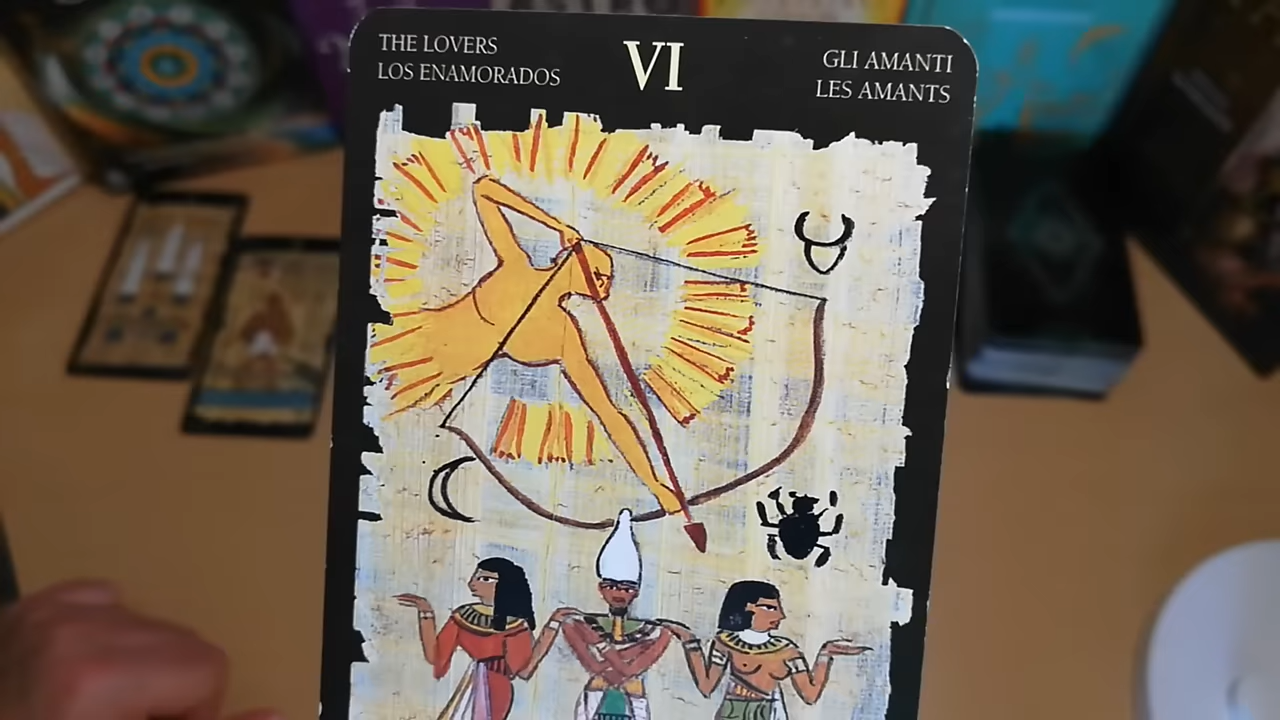 THE LOVERS
LOS ENAMORADOS
VI
GLI AMANTI
LES AMANTS